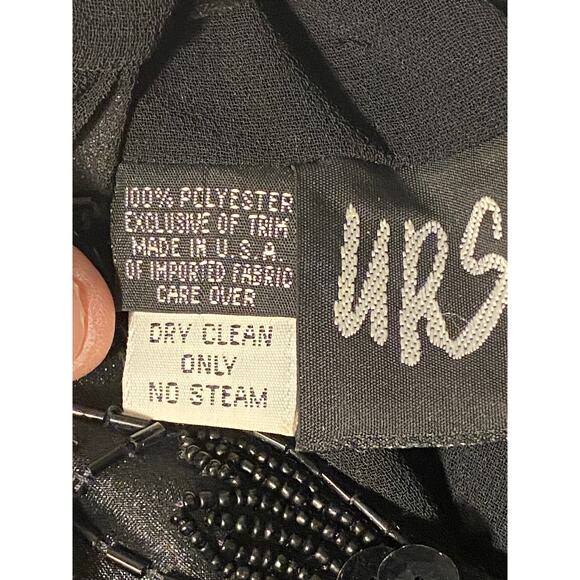 100% POLYESTER
EXCLUSIVE OF TRIM
MADE IN U.S.A.
OF IMPORTED FABRIC
CARE OVER
DRY CLEAN
ONLY
NO STEAM
URS